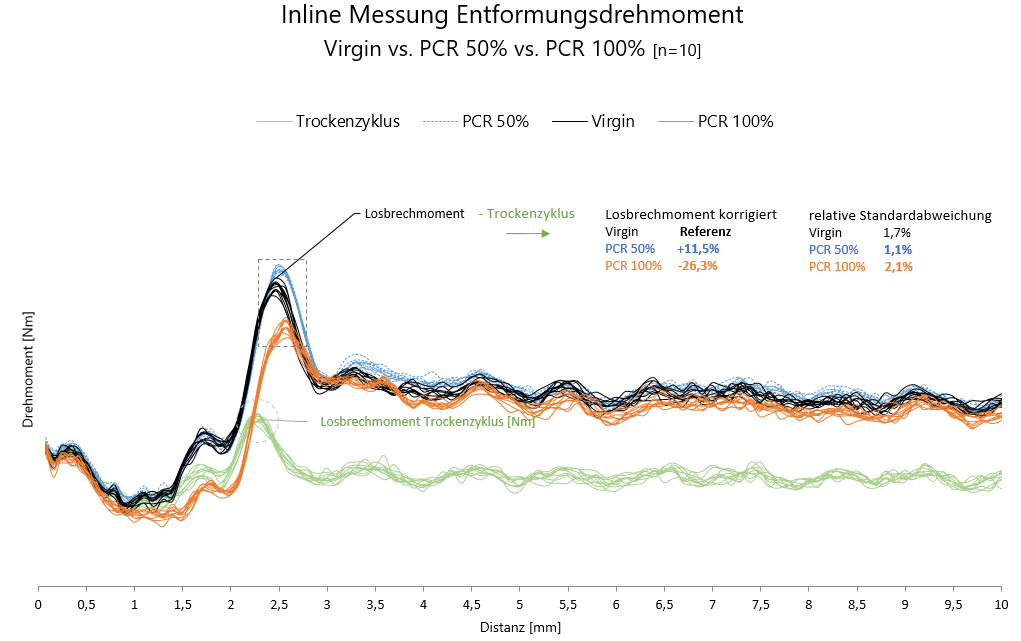 Inline Messung Entformungsdrehmoment
Virgin vs. PCR 50% vs. PCR 100% [n=10]
Trockenzyklus PCR 50% Virgin PCR 100%
Losbrechmoment - Trockenzyklus
Losbrechmoment korrigiert
Virgin Referenz
PCR 50% +11,5%
PCR 100% -26,3%
relative Standardabweichung
Virgin 1,7%
PCR 50% 1,1%
PCR 100% 2,1%
Drehmoment [Nm]
Losbrechmoment Trockenzyklus [Nm]
0 0,5 1 1,5 2 2,5 3 3,5 4 4,5 5 5,5 6 6,5 7 7,5 8 8,5 9 9,5 10
Distanz [mm]